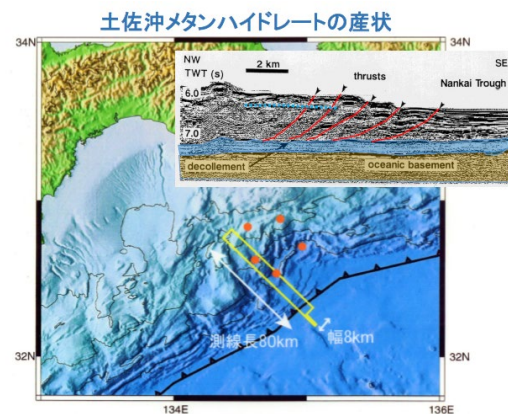 土佐沖メタンハイドレートの産状
34N
34N
NW
SE
TWT (s)
2 km
thrusts
Nankai Trough
6.0
7.0
decollement
oceanic basement
測線長80km
幅8km
32N
32N
134E
136E